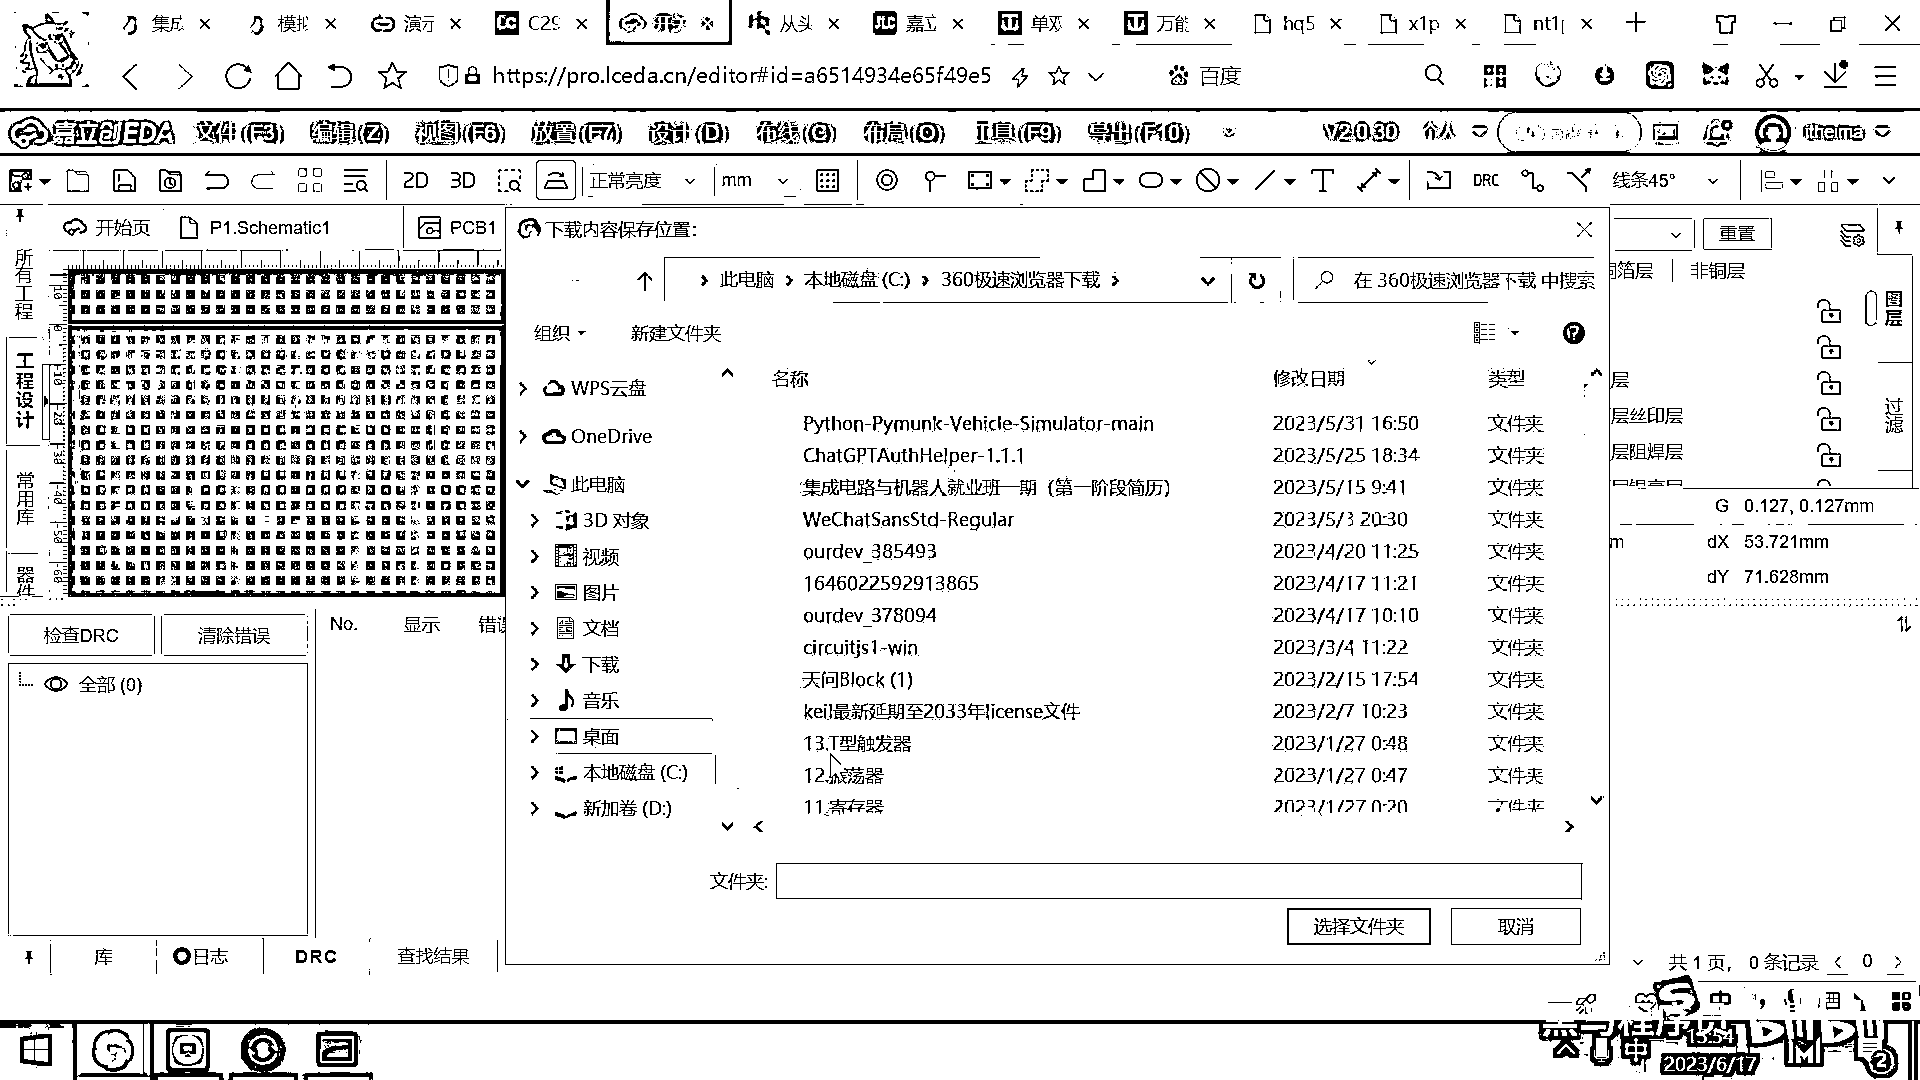 集成 模拟 演示 C29 开 从头 嘉立 单双 万能 hq5 x1p nt1
https://pro.lceda.cn/editor#id=a6514934e65f49e5 百度
嘉立创EDA 文件(F3) 编辑(Z) 视图(F6) 放置(F7) 设计(D) 布线(G) 布局(O) 工具(F9) 导出(F10) V2.0.30 个人 itheima
2D 3D 正常亮度 mm T DRC 线条45°
开始页 P1.Schematic1 PCB1
所有工程
工程设计
常用库
器件
下载内容保存位置:
此电脑 本地磁盘 (C:) 360极速浏览器下载 在 360极速浏览器下载 中搜索
组织 新建文件夹
WPS云盘
OneDrive
此电脑
3D 对象
视频
图片
文档
下载
音乐
桌面
本地磁盘 (C:)
新加卷 (D:)
名称 修改日期 类型
Python-Pymunk-Vehicle-Simulator-main 2023/5/31 16:50 文件夹
ChatGPTAuthHelper-1.1.1 2023/5/25 18:34 文件夹
集成电路与机器人就业班一期（第一阶段简历） 2023/5/15 9:41 文件夹
WeChatSansStd-Regular 2023/5/3 20:30 文件夹
ourdev_385493 2023/4/20 11:25 文件夹
1646022592913865 2023/4/17 11:21 文件夹
ourdev_378094 2023/4/17 10:10 文件夹
circuitjs1-win 2023/3/4 11:22 文件夹
天问Block (1) 2023/2/15 17:54 文件夹
keil最新延期至2033年license文件 2023/2/7 10:23 文件夹
13.T型触发器 2023/1/27 0:48 文件夹
12.振荡器 2023/1/27 0:47 文件夹
11.寄存器 2023/1/27 0:20 文件夹
文件夹:
选择文件夹 取消
重置
铜箔层 非铜层
图层
过滤
层
层丝印层
层阻焊层
G 0.127, 0.127mm
m dX 53.721mm
dY 71.628mm
检查DRC 清除错误
全部 (0)
No. 显示 错误
库 日志 DRC 查找结果
共 1 页， 0 条记录 0
中
中
15:54
2023/6/17
2